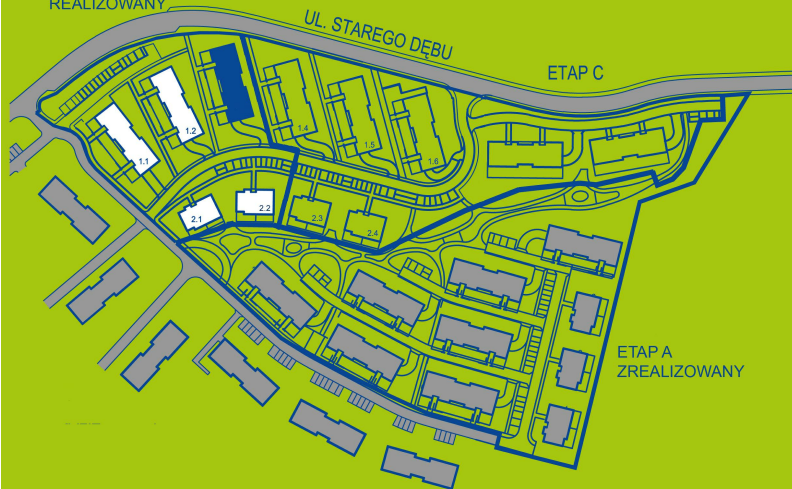 REALIZOWANY
UL. STAREGO DĘBU
ETAP C
1.1
1.2
1.4
1.5
1.6
2.1
2.2
2.3
2.4
ETAP A
ZREALIZOWANY